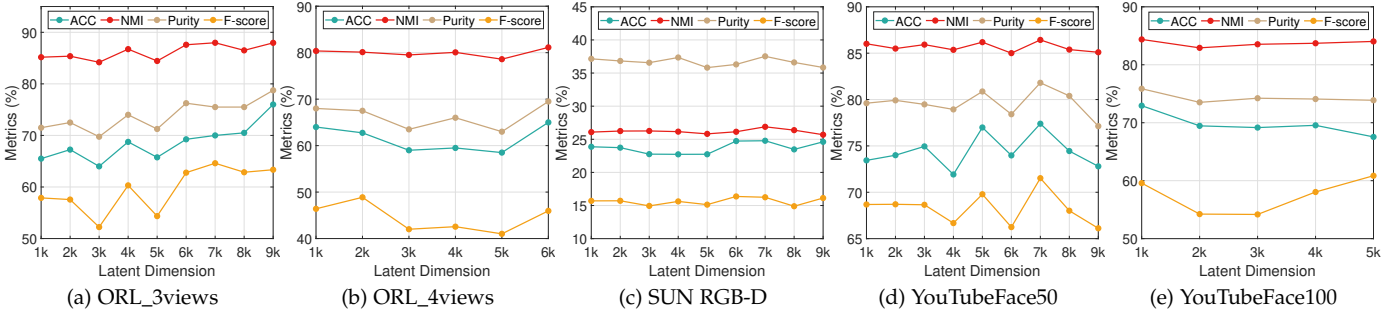 ACC NMI Purity F-score
Metrics (%)
90
80
70
60
50
1k 2k 3k 4k 5k 6k 7k 8k 9k
Latent Dimension
(a) ORL_3views
ACC NMI Purity F-score
Metrics (%)
90
80
70
60
50
40
1k 2k 3k 4k 5k 6k
Latent Dimension
(b) ORL_4views
ACC NMI Purity F-score
Metrics (%)
45
40
35
30
25
20
15
10
1k 2k 3k 4k 5k 6k 7k 8k 9k
Latent Dimension
(c) SUN RGB-D
ACC NMI Purity F-score
Metrics (%)
90
85
80
75
70
65
1k 2k 3k 4k 5k 6k 7k 8k 9k
Latent Dimension
(d) YouTubeFace50
ACC NMI Purity F-score
Metrics (%)
90
80
70
60
50
1k 2k 3k 4k 5k
Latent Dimension
(e) YouTubeFace100